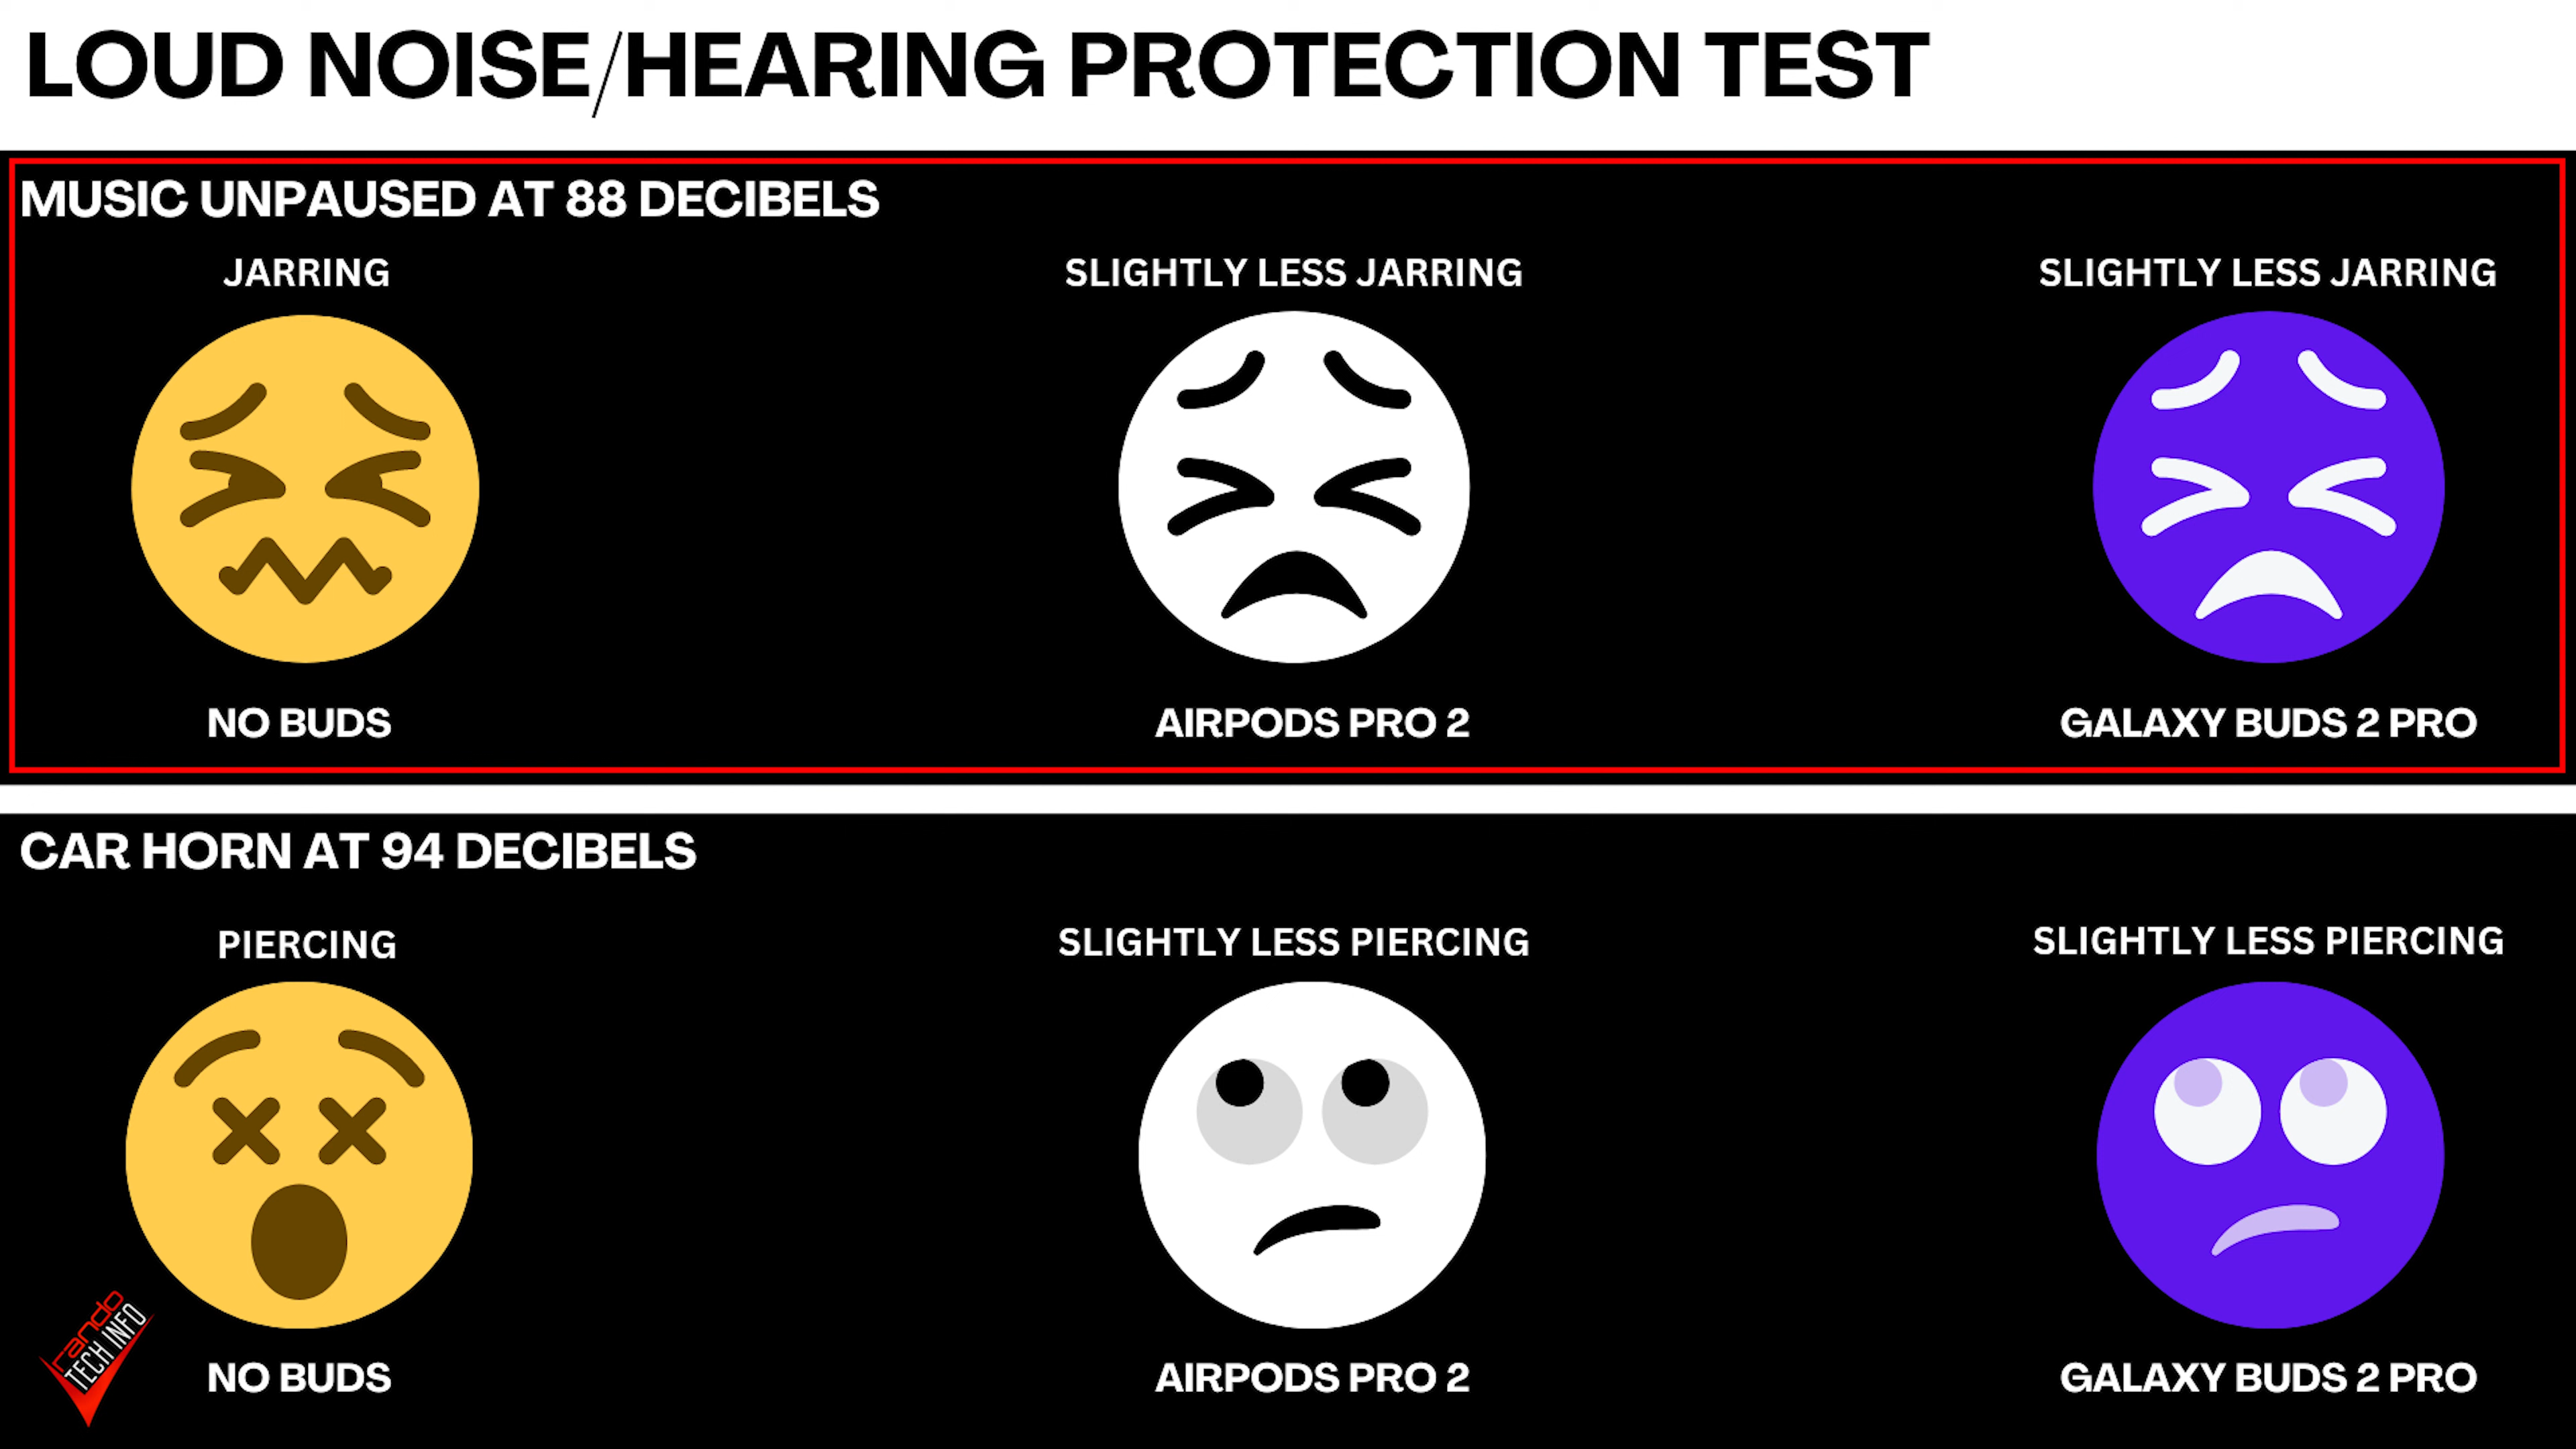 LOUD NOISE/HEARING PROTECTION TEST
MUSIC UNPAUSED AT 88 DECIBELS
JARRING
SLIGHTLY LESS JARRING
SLIGHTLY LESS JARRING
NO BUDS
AIRPODS PRO 2
GALAXY BUDS 2 PRO
CAR HORN AT 94 DECIBELS
PIERCING
SLIGHTLY LESS PIERCING
SLIGHTLY LESS PIERCING
NO BUDS
AIRPODS PRO 2
GALAXY BUDS 2 PRO
rando
TECH INFO